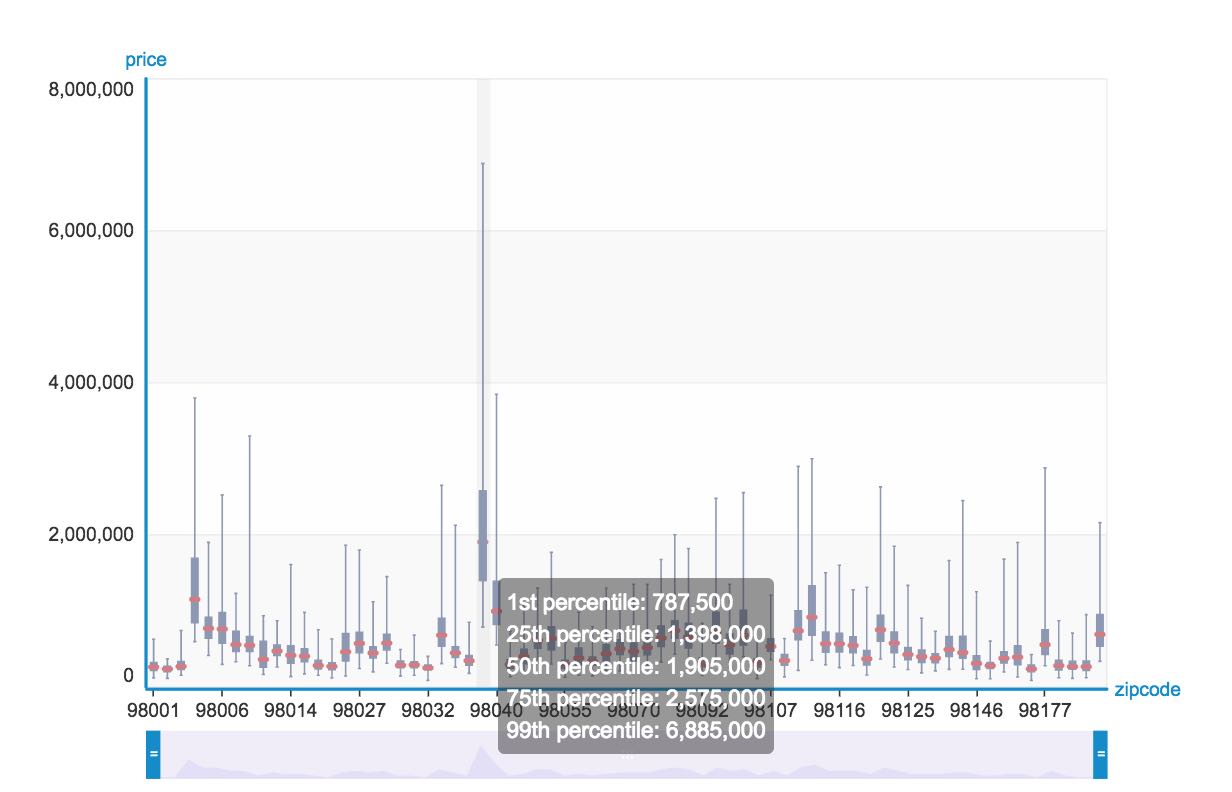 price
8,000,000
6,000,000
4,000,000
2,000,000
0
1st percentile: 787,500
25th percentile: 1,398,000
50th percentile: 1,905,000
75th percentile: 2,575,000
99th percentile: 6,885,000
zipcode
98001 98006 98014 98027 98032 98040 98055 98070 98092 98107 98116 98125 98146 98177